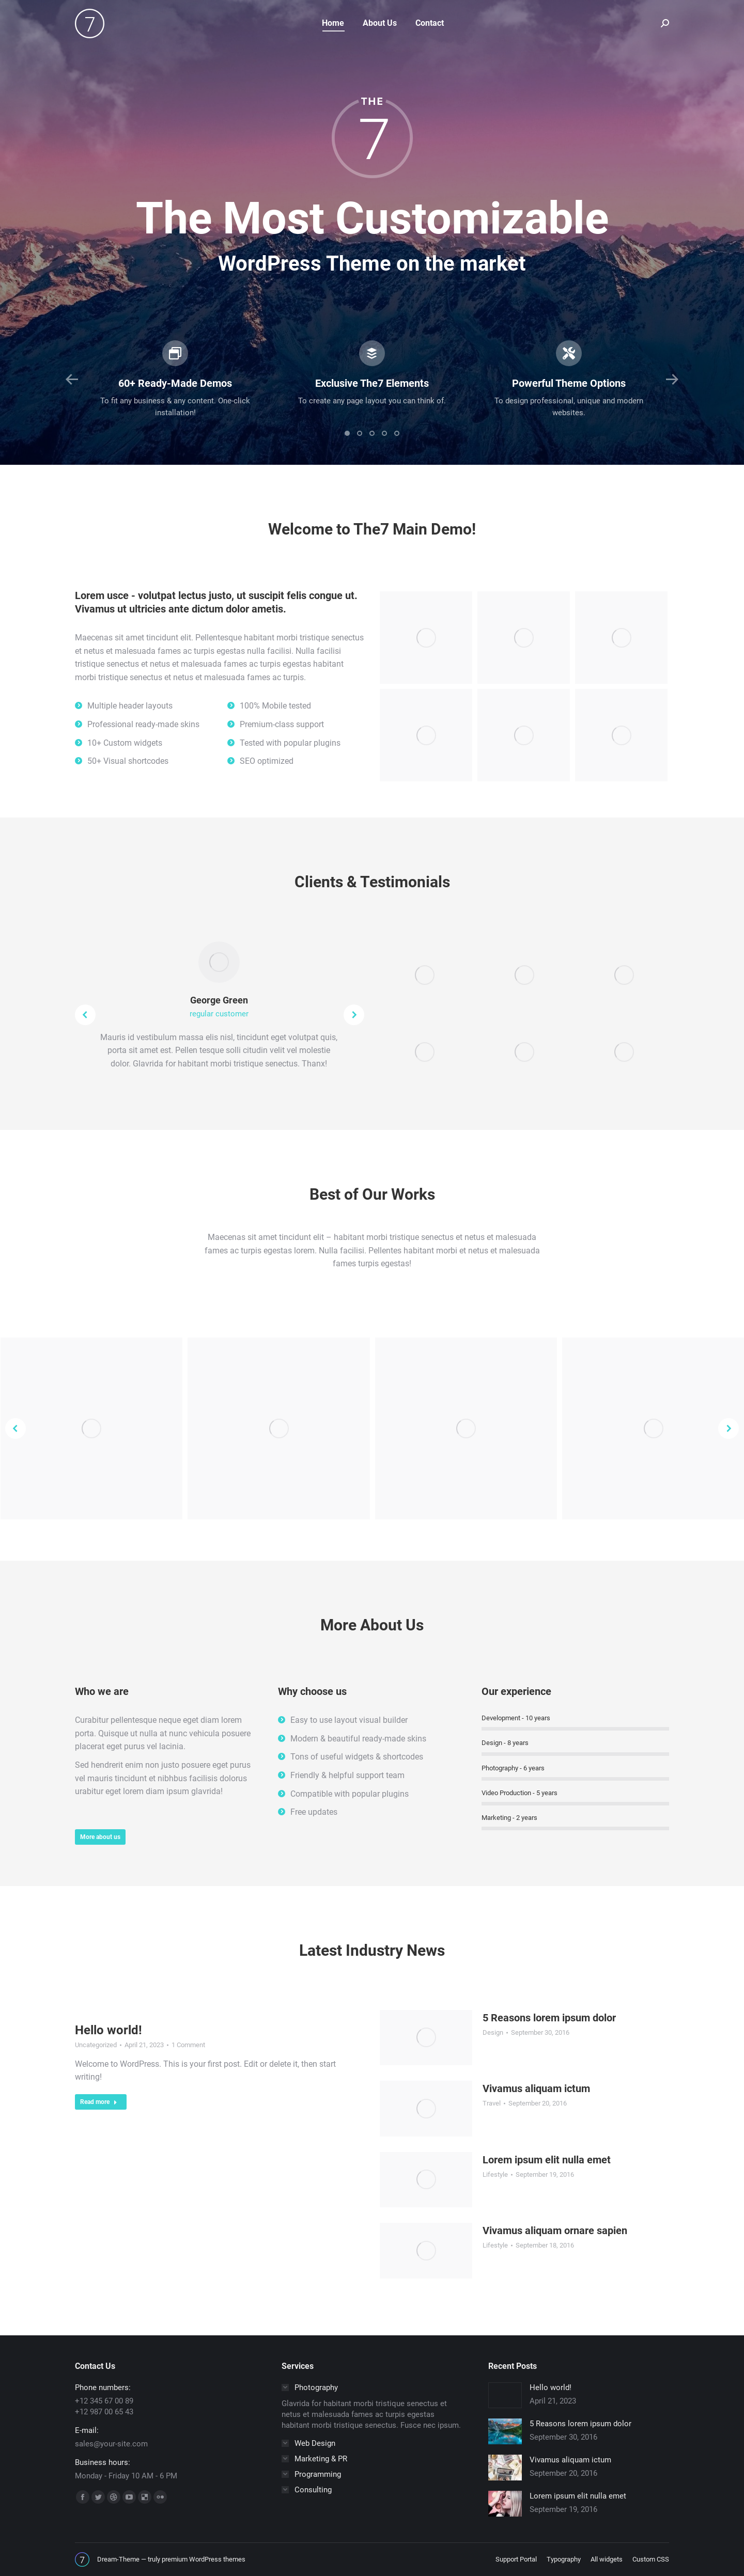 7
Home
About Us
Contact
THE
7
The Most Customizable
WordPress Theme on the market
60+ Ready-Made Demos
To fit any business & any content. One-click
installation!
Exclusive The7 Elements
To create any page layout you can think of.
Powerful Theme Options
To design professional, unique and modern
websites.
Welcome to The7 Main Demo!
Lorem usce - volutpat lectus justo, ut suscipit felis congue ut.
Vivamus ut ultricies ante dictum dolor ametis.
Maecenas sit amet tincidunt elit. Pellentesque habitant morbi tristique senectus
et netus et malesuada fames ac turpis egestas nulla facilisi. Nulla facilisi
tristique senectus et netus et malesuada fames ac turpis egestas habitant
morbi tristique senectus et netus et malesuada fames ac turpis.
Multiple header layouts
Professional ready-made skins
10+ Custom widgets
50+ Visual shortcodes
100% Mobile tested
Premium-class support
Tested with popular plugins
SEO optimized
Clients & Testimonials
George Green
regular customer
Mauris id vestibulum massa elis nisl, tincidunt eget volutpat quis,
porta sit amet est. Pellen tesque solli citudin velit vel molestie
dolor. Glavrida for habitant morbi tristique senectus. Thanx!
Best of Our Works
Maecenas sit amet tincidunt elit – habitant morbi tristique senectus et netus et malesuada
fames ac turpis egestas lorem. Nulla facilisi. Pellentes habitant morbi et netus et malesuada
fames turpis egestas!
More About Us
Who we are
Curabitur pellentesque neque eget diam lorem
porta. Quisque ut nulla at nunc vehicula posuere
placerat eget purus vel lacinia.
Sed hendrerit enim non justo posuere eget purus
vel mauris tincidunt et nibhbus facilisis dolorus
urabitur eget lorem diam ipsum glavrida!
More about us
Why choose us
Easy to use layout visual builder
Modern & beautiful ready-made skins
Tons of useful widgets & shortcodes
Friendly & helpful support team
Compatible with popular plugins
Free updates
Our experience
Development - 10 years
Design - 8 years
Photography - 6 years
Video Production - 5 years
Marketing - 2 years
Latest Industry News
Hello world!
Uncategorized • April 21, 2023 • 1 Comment
Welcome to WordPress. This is your first post. Edit or delete it, then start
writing!
Read more
5 Reasons lorem ipsum dolor
Design • September 30, 2016
Vivamus aliquam ictum
Travel • September 20, 2016
Lorem ipsum elit nulla emet
Lifestyle • September 19, 2016
Vivamus aliquam ornare sapien
Lifestyle • September 18, 2016
Contact Us
Phone numbers:
+12 345 67 00 89
+12 987 00 65 43
E-mail:
sales@your-site.com
Business hours:
Monday - Friday 10 AM - 6 PM
Services
Photography
Glavrida for habitant morbi tristique senectus et
netus et malesuada fames ac turpis egestas
habitant morbi tristique senectus. Fusce nec ipsum.
Web Design
Marketing & PR
Programming
Consulting
Recent Posts
Hello world!
April 21, 2023
5 Reasons lorem ipsum dolor
September 30, 2016
Vivamus aliquam ictum
September 20, 2016
Lorem ipsum elit nulla emet
September 19, 2016
7
Dream-Theme — truly premium WordPress themes
Support Portal
Typography
All widgets
Custom CSS